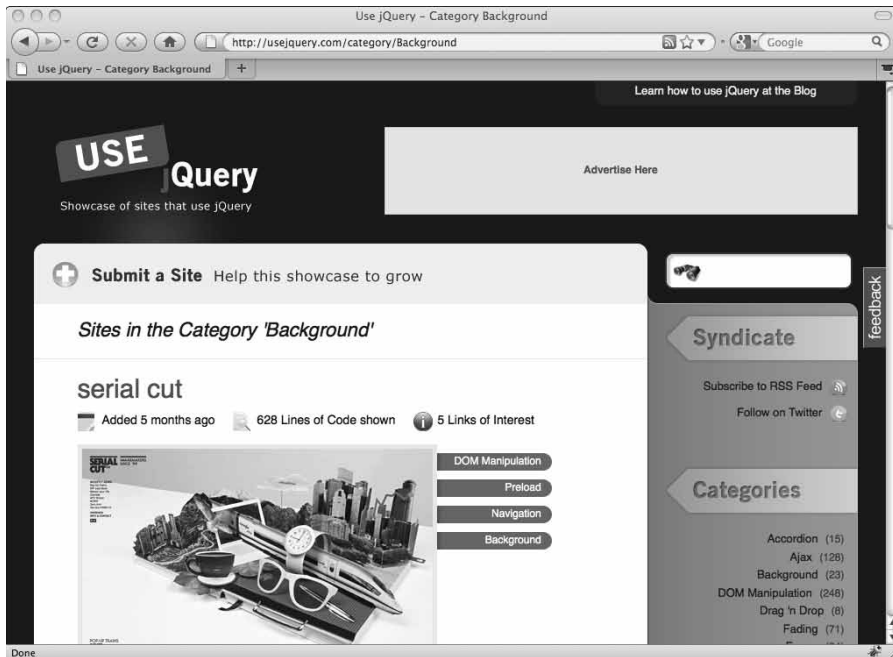 Use jQuery – Category Background
http://usejquery.com/category/Background
Google
Use jQuery – Category Background
Learn how to use jQuery at the Blog
USE
jQuery
Showcase of sites that use jQuery
Advertise Here
Submit a Site Help this showcase to grow
feedback
Sites in the Category 'Background'
Syndicate
serial cut
Subscribe to RSS Feed
Added 5 months ago 628 Lines of Code shown 5 Links of Interest
Follow on Twitter
SERIAL CUT
DOM Manipulation
Preload
Navigation
Background
Categories
Accordion (15)
Ajax (126)
Background (23)
DOM Manipulation (248)
Drag 'n Drop (8)
Fading (71)
Done